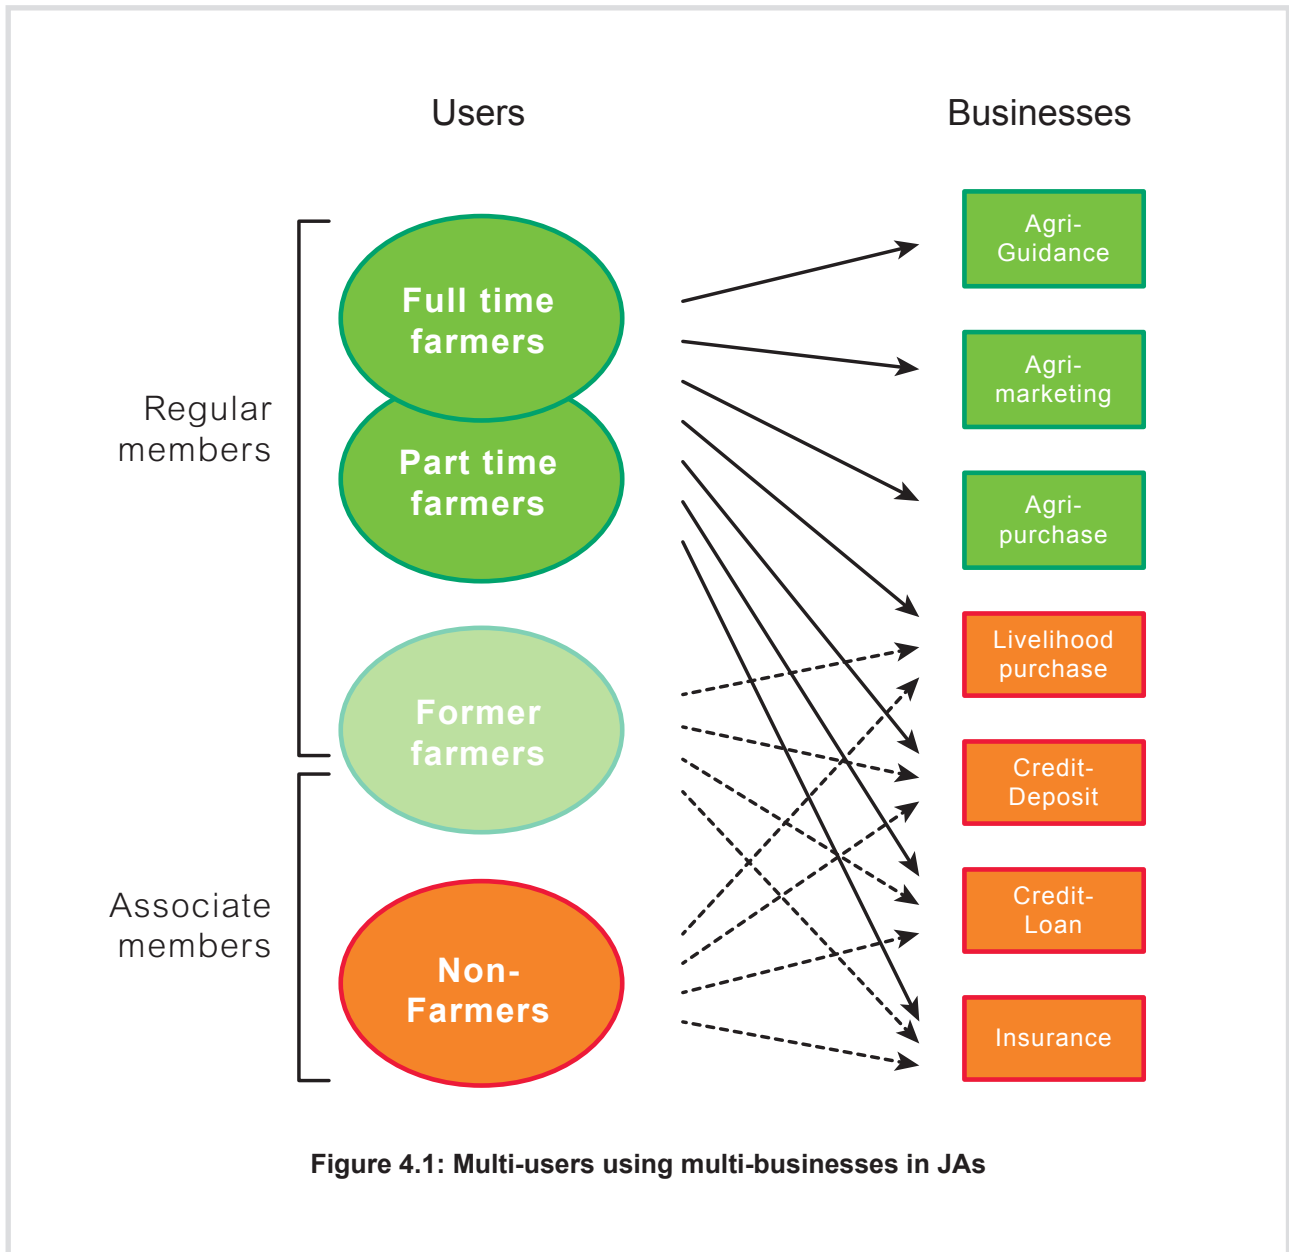 Users
Businesses
Regular
members
Associate
members
Full time
farmers
Part time
farmers
Former
farmers
Non-
Farmers
Agri-
Guidance
Agri-
marketing
Agri-
purchase
Livelihood
purchase
Credit-
Deposit
Credit-
Loan
Insurance
Figure 4.1: Multi-users using multi-businesses in JAs